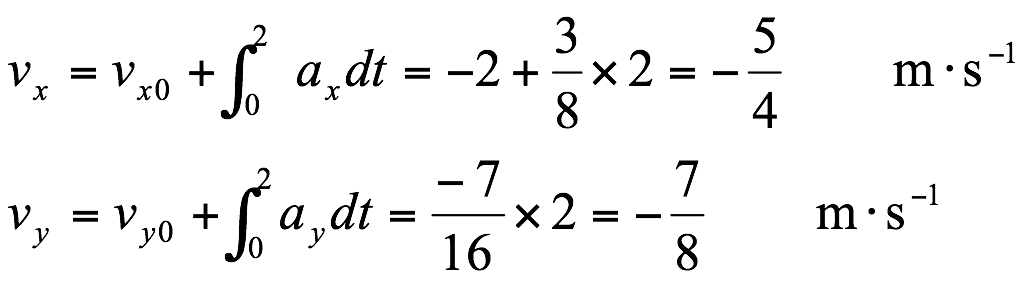 v_x = v_{x0} + ∫_0^2 a_x dt = −2 + 3/8 × 2 = − 5/4 m·s^{−1}
v_y = v_{y0} + ∫_0^2 a_y dt = −7/16 × 2 = − 7/8 m·s^{−1}